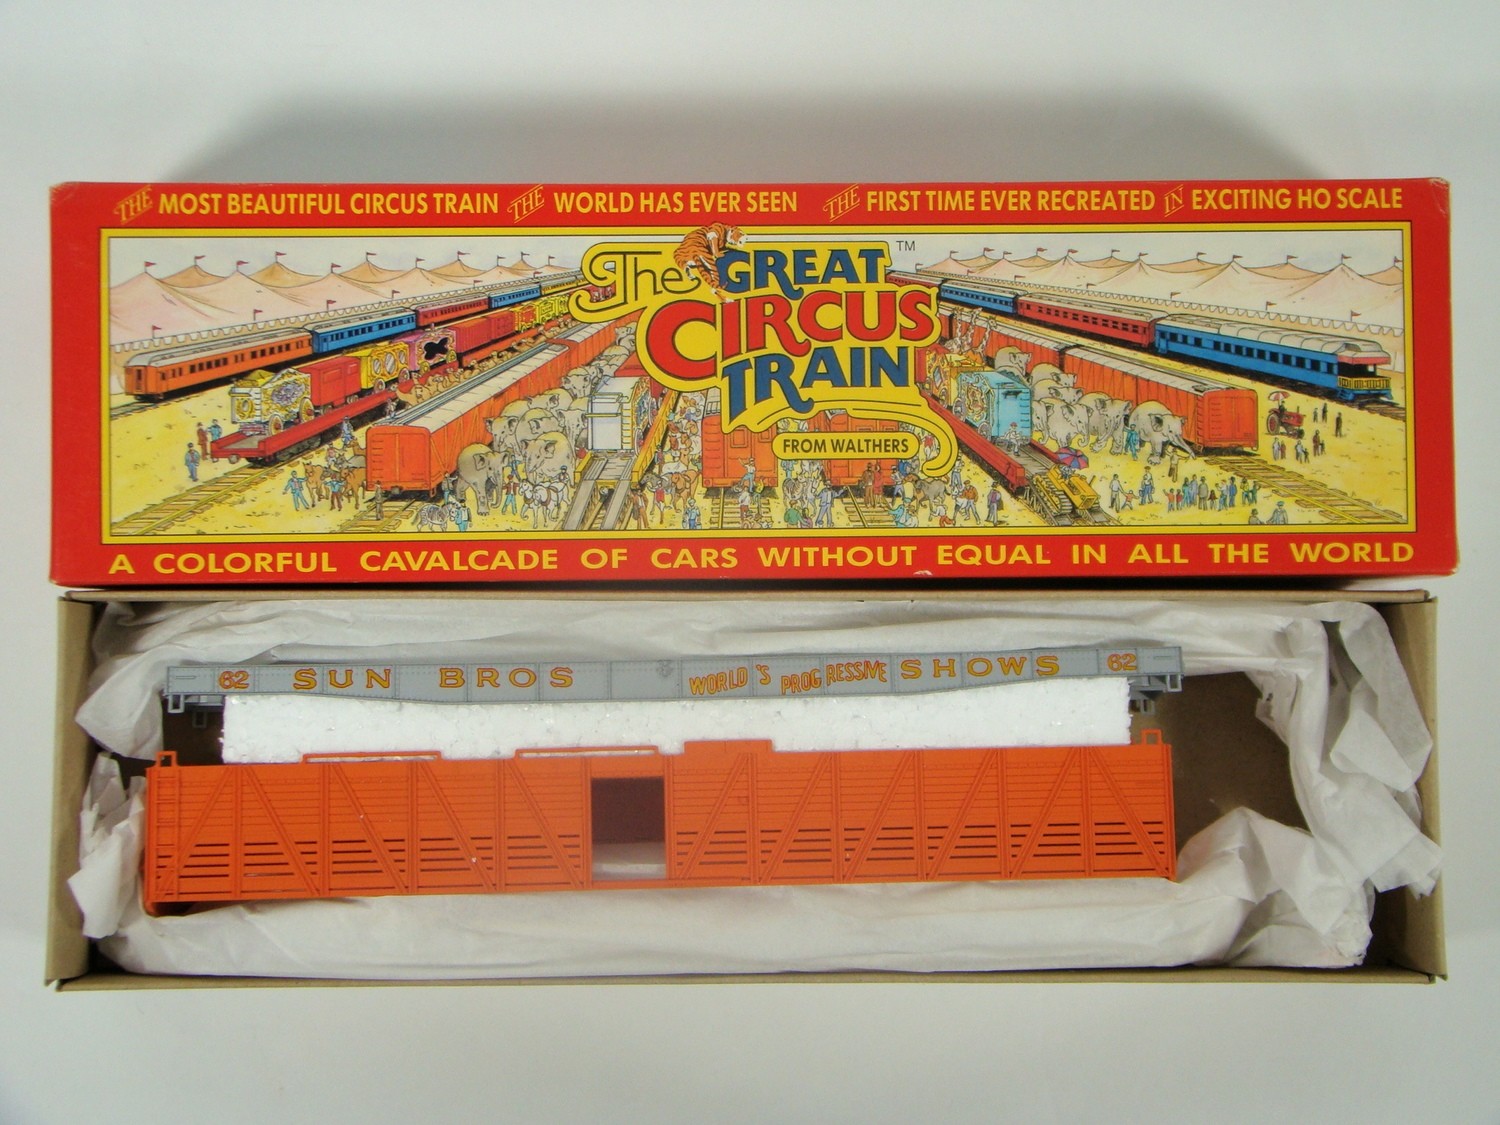 THE MOST BEAUTIFUL CIRCUS TRAIN THE WORLD HAS EVER SEEN THE FIRST TIME EVER RECREATED IN EXCITING HO SCALE
The GREAT ™
CIRCUS
TRAIN
FROM WALTHERS
A COLORFUL CAVALCADE OF CARS WITHOUT EQUAL IN ALL THE WORLD
62 SUN BROS WORLD'S PROGRESSIVE SHOWS 62